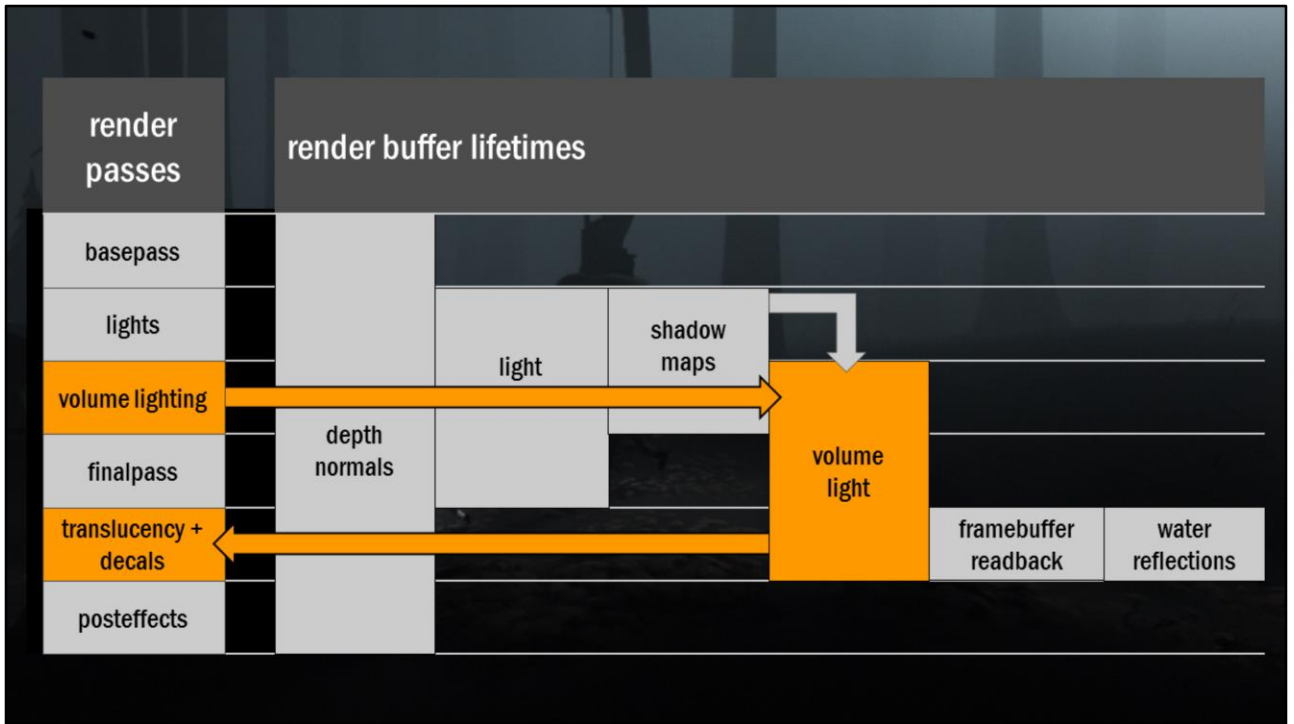 render
passes
render buffer lifetimes
basepass
lights
volume lighting
finalpass
translucency +
decals
posteffects
depth
normals
light
shadow
maps
volume
light
framebuffer
readback
water
reflections